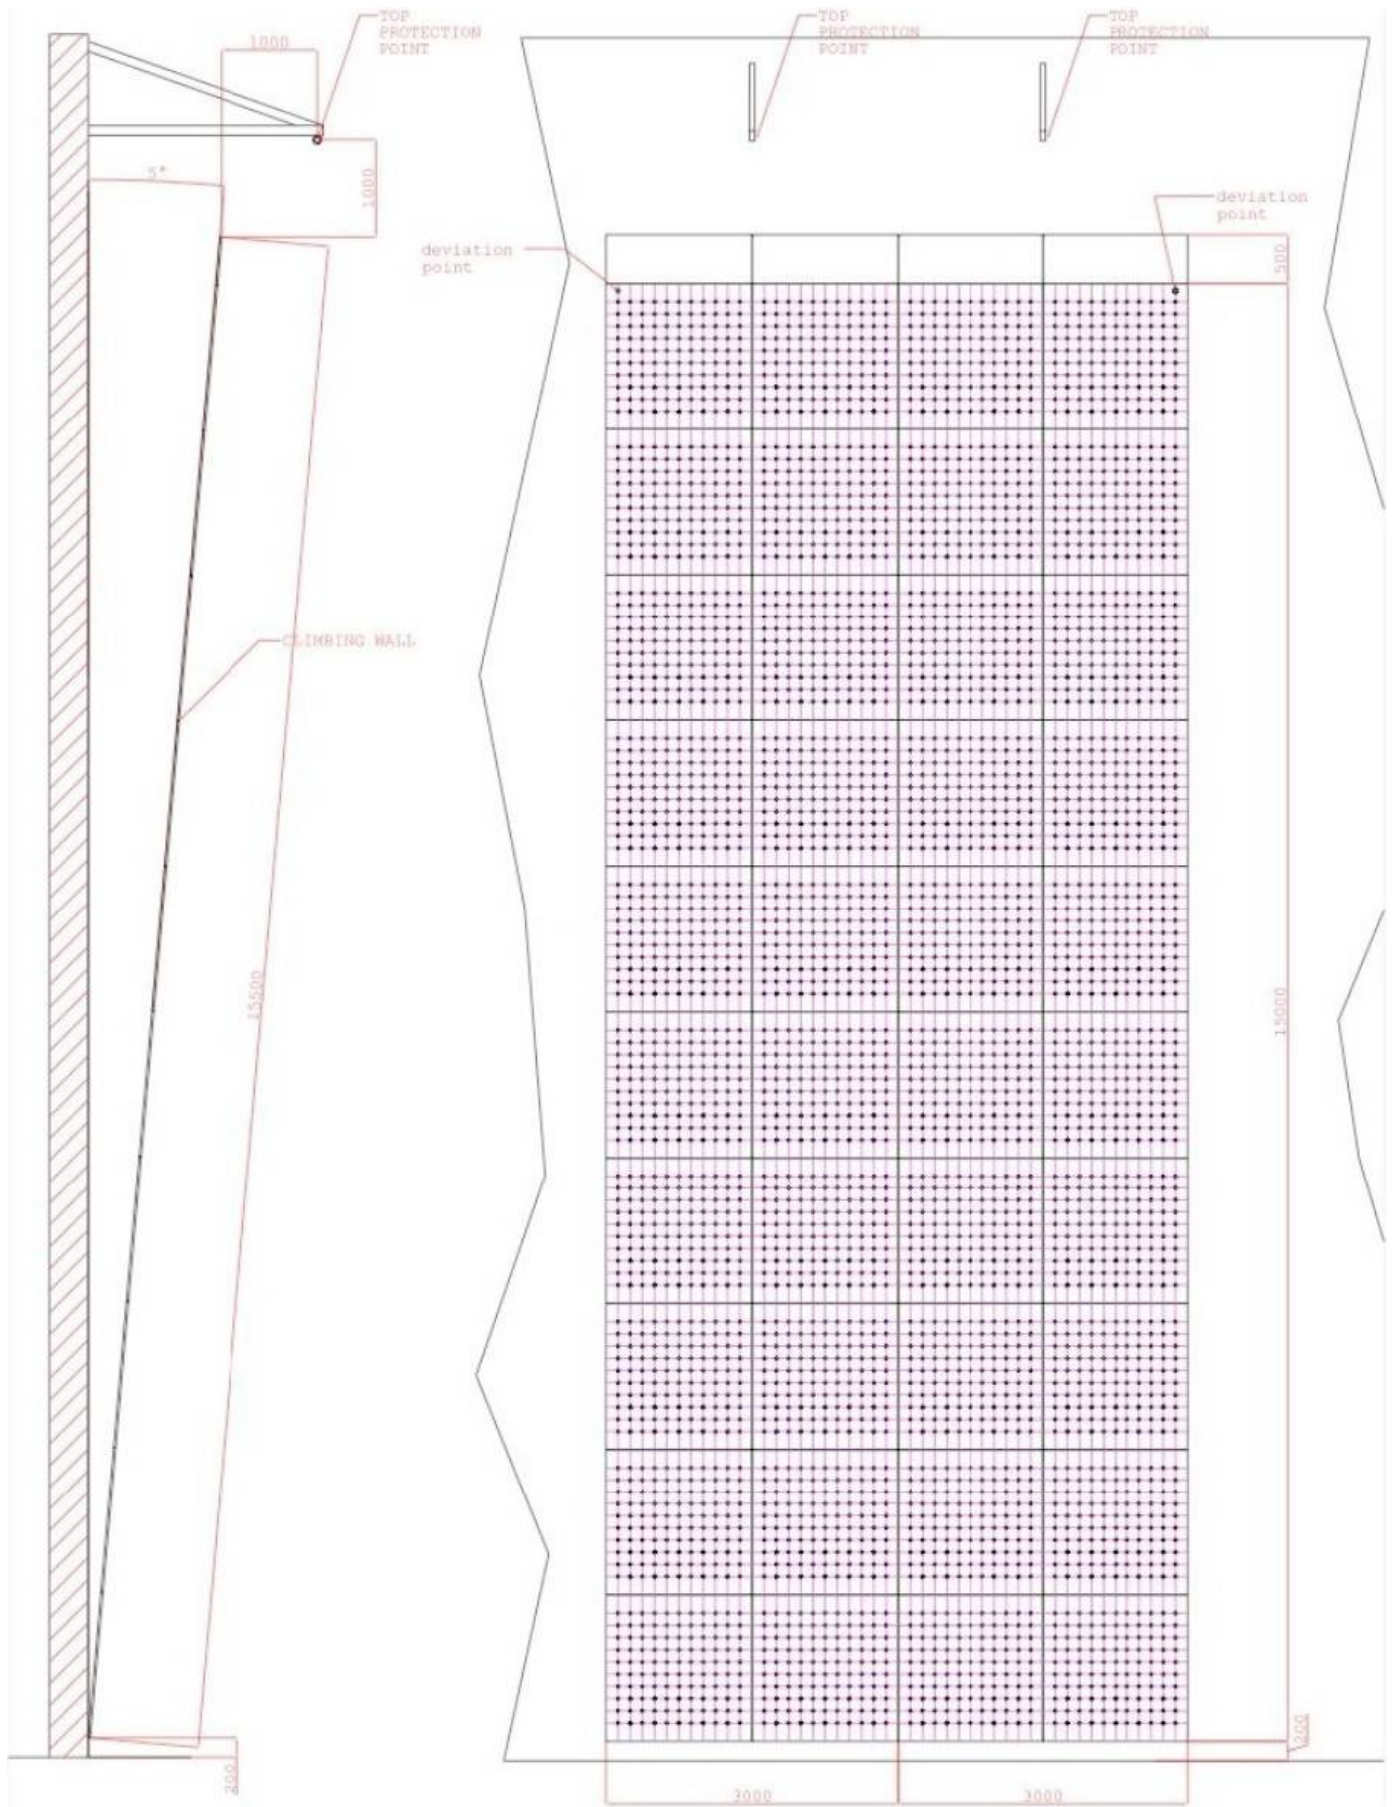 TOP
PROTECTION
POINT
TOP
PROTECTION
POINT
TOP
PROTECTION
POINT
1000
5°
1000
deviation
point
deviation
point
500
CLIMBING WALL
15500
15000
200
200
3000
3000